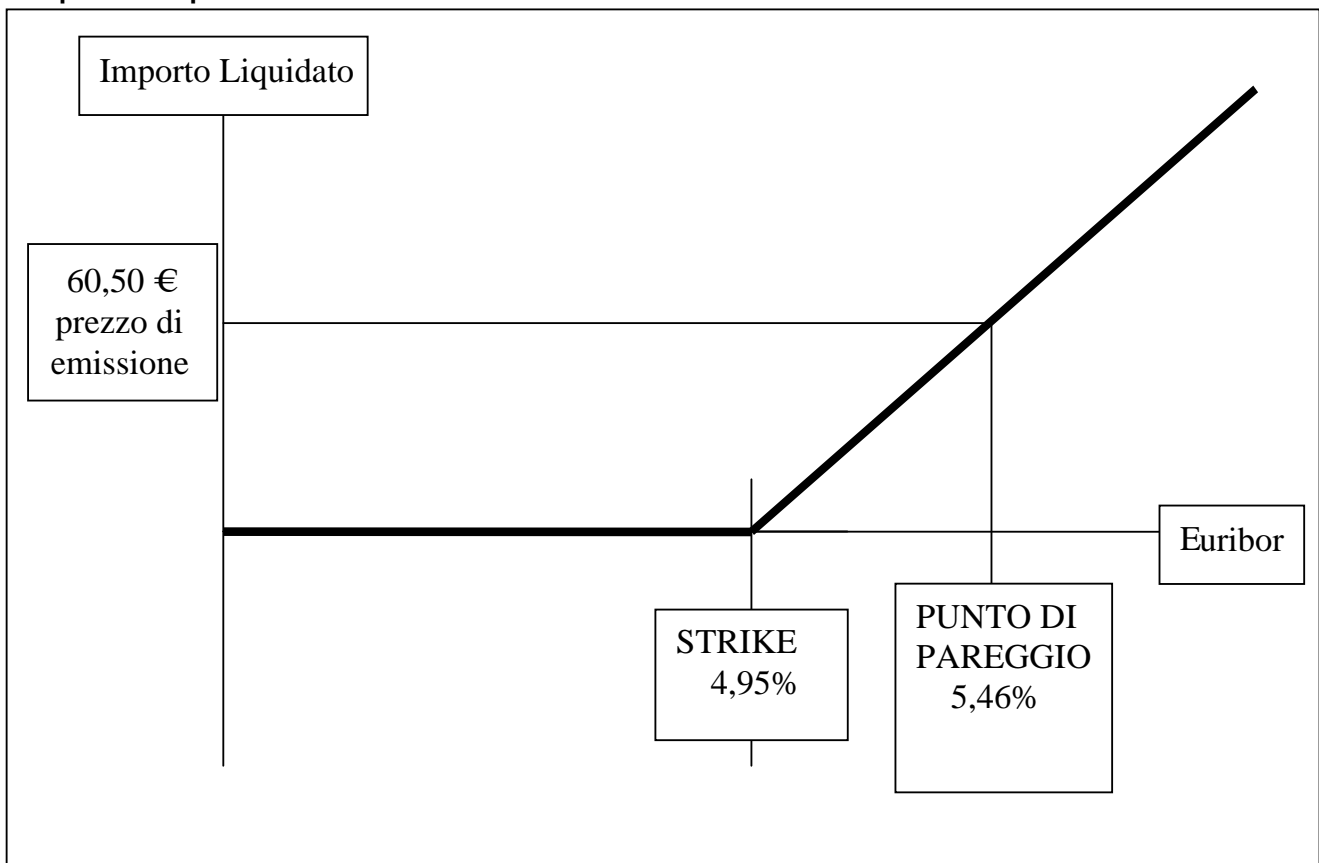 Importo Liquidato
60,50 €
prezzo di
emissione
Euribor
STRIKE
4,95%
PUNTO DI
PAREGGIO
5,46%